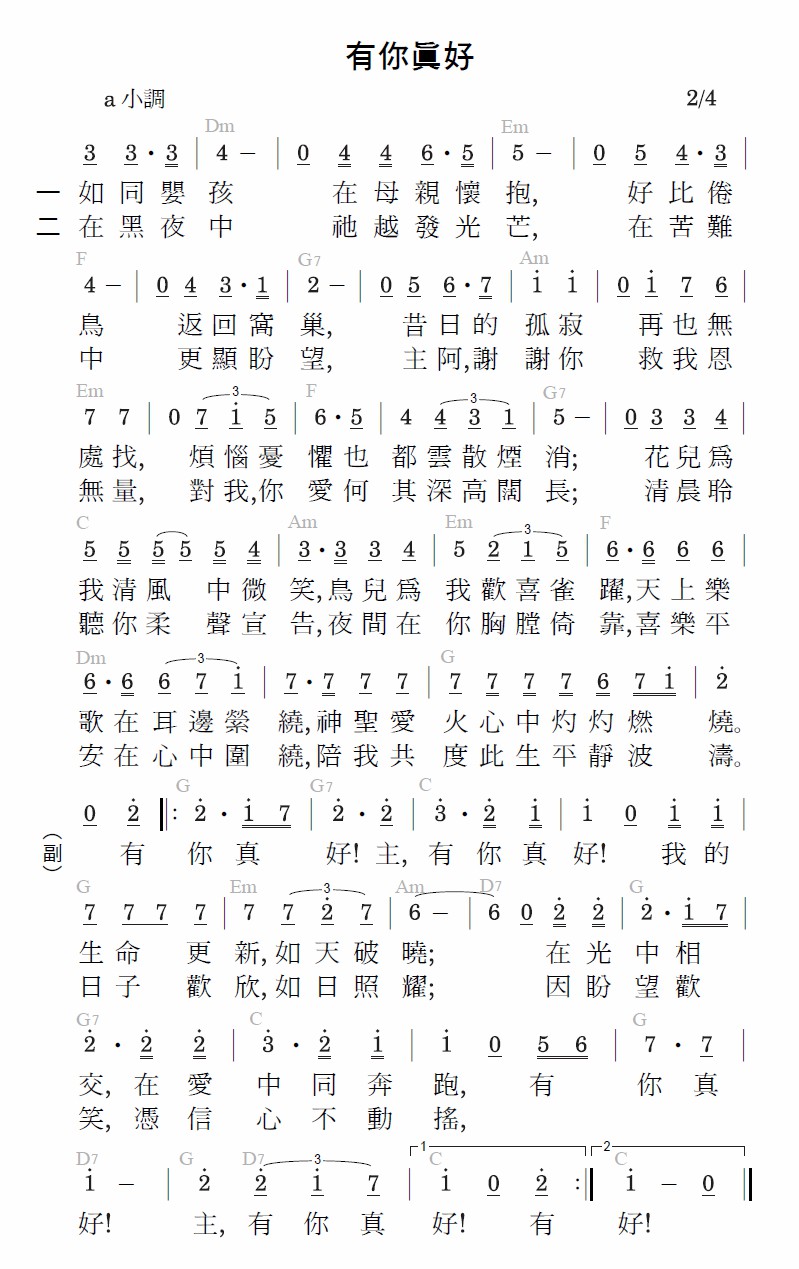 有你眞好
a 小調 2/4
Dm Em
3 3 · 3 | 4 – | 0 4 4 6 · 5 | 5 – | 0 5 4 · 3 |
一 如同嬰孩 在母親懷抱, 好比倦
二 在黑夜中 祂越發光芒, 在苦難
F G7 Am
4 – | 0 4 3 · 1 | 2 – | 0 5 6 · 7 | i i | 0 i 7 6 |
鳥 返回窩巢, 昔日的孤寂 再也無
中 更顯盼望, 主阿,謝謝你 救我恩
Em 3 F 3 G7
7 7 | 0 7 i 5 | 6 · 5 | 4 4 3 1 | 5 – | 0 3 3 4 |
處找, 煩惱憂懼也都雲散煙消; 花兒爲
無量, 對我,你愛何其深高闊長; 清晨聆
C Am Em 3 F
5 5 5 5 5 4 | 3 · 3 3 4 | 5 2 1 5 | 6 · 6 6 6 |
我清風 中微笑,鳥兒爲我歡喜雀躍,天上樂
聽你柔 聲宣告,夜間在你胸膛倚靠,喜樂平
Dm 3 G
6 · 6 6 7 i | 7 · 7 7 7 | 7 7 7 7 6 7 i | 2
歌在耳邊縈繞,神聖愛火心中灼灼燃 燒。
安在心中圍繞,陪我共度此生平靜波 濤。
G G7 C
0 2 |: 2 · i 7 | 2 · 2 | 3 · 2 i | i 0 i i |
(副) 有你真 好!主,有你真好! 我的
G Em 3 Am D7 G
7 7 7 7 | 7 7 2 7 | 6 – | 6 0 2 2 | 2 · i 7 |
生命 更新,如天破曉; 在光中相
日子 歡欣,如日照耀; 因盼望歡
G7 C G
2 · 2 2 | 3 · 2 i | i 0 5 6 | 7 · 7 |
交,在愛中同奔跑, 有 你真
笑,憑信心不動搖,
D7 G D7 3 1 C 2 C
i – | 2 2 i 7 | i 0 2 :| i – 0 ||
好! 主,有你真好! 有 好!